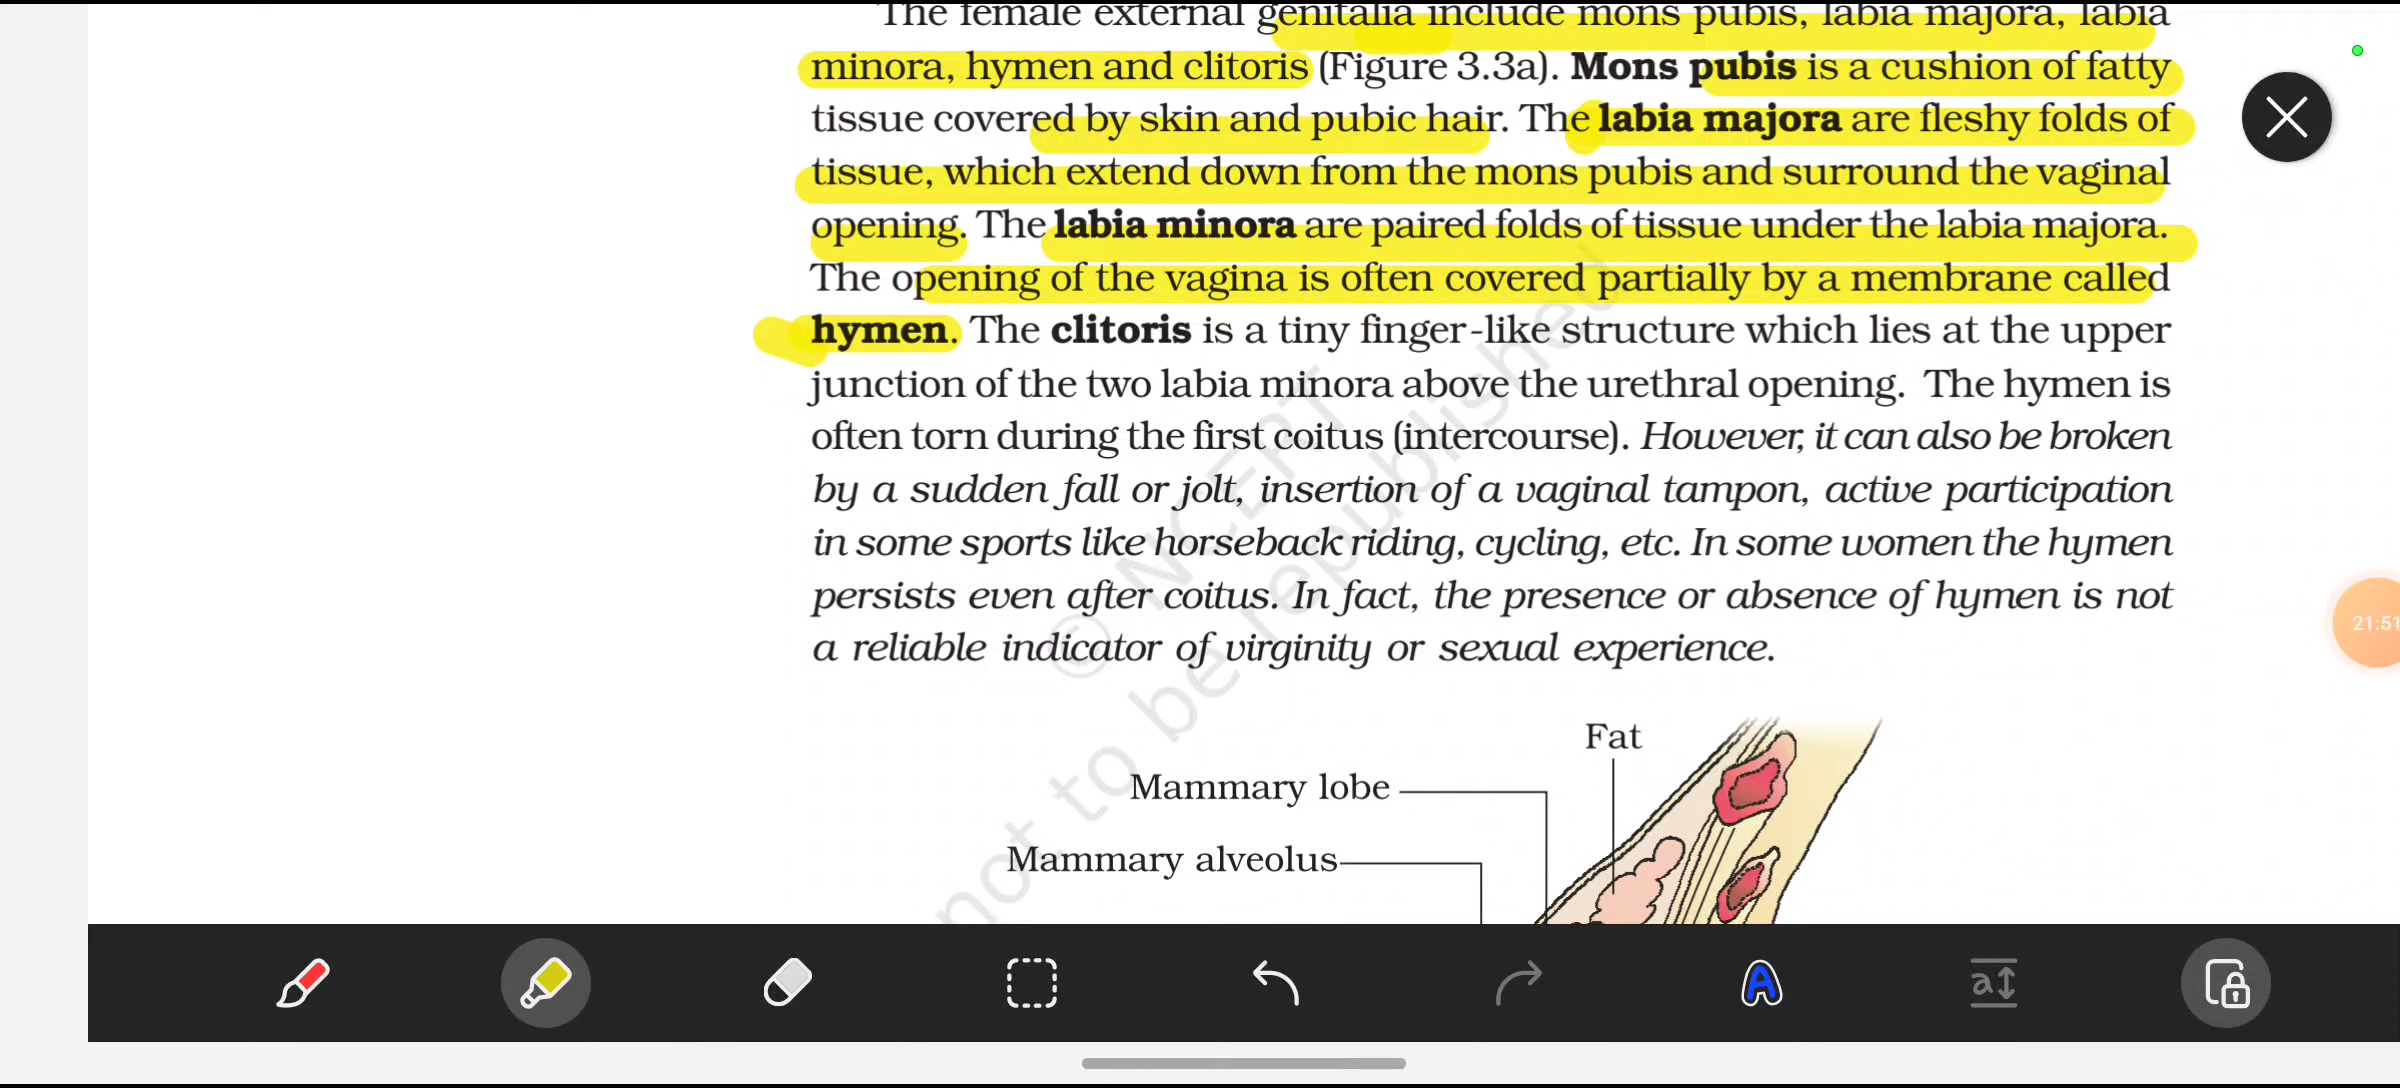 The female external genitalia include mons pubis, labia majora, labia
minora, hymen and clitoris (Figure 3.3a). Mons pubis is a cushion of fatty
tissue covered by skin and pubic hair. The labia majora are fleshy folds of
tissue, which extend down from the mons pubis and surround the vaginal
opening. The labia minora are paired folds of tissue under the labia majora.
The opening of the vagina is often covered partially by a membrane called
hymen. The clitoris is a tiny finger-like structure which lies at the upper
junction of the two labia minora above the urethral opening. The hymen is
often torn during the first coitus (intercourse). However, it can also be broken
by a sudden fall or jolt, insertion of a vaginal tampon, active participation
in some sports like horseback riding, cycling, etc. In some women the hymen
persists even after coitus. In fact, the presence or absence of hymen is not
a reliable indicator of virginity or sexual experience.
© NCERT
not to be republished
Fat
Mammary lobe
Mammary alveolus
21:51
A
a